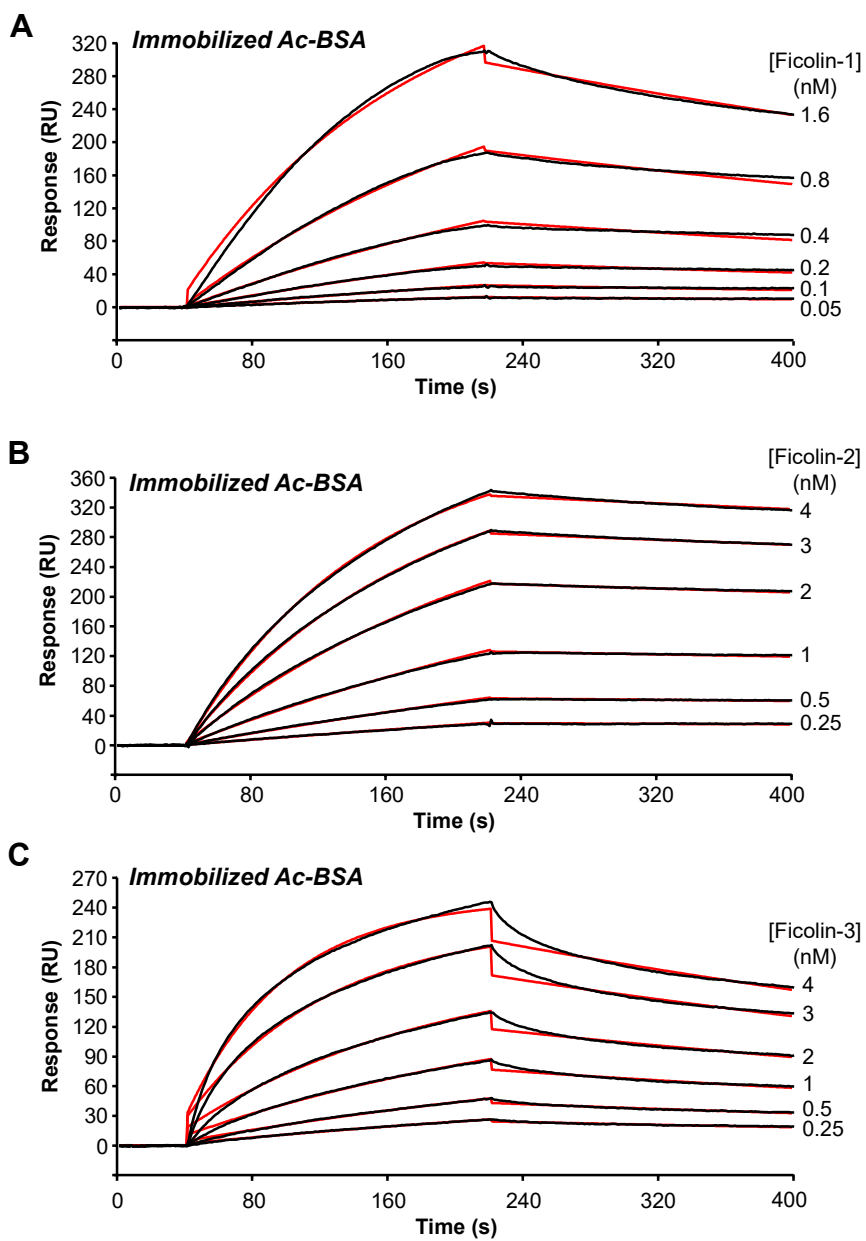 A
Immobilized Ac-BSA
[Ficolin-1]
(nM)
Response (RU)
320
280
240
200
160
120
80
40
0
1.6
0.8
0.4
0.2
0.1
0.05
0 80 160 240 320 400
Time (s)
B
Immobilized Ac-BSA
[Ficolin-2]
(nM)
Response (RU)
360
320
280
240
200
160
120
80
40
0
4
3
2
1
0.5
0.25
0 80 160 240 320 400
Time (s)
C
Immobilized Ac-BSA
[Ficolin-3]
(nM)
Response (RU)
270
240
210
180
150
120
90
60
30
0
4
3
2
1
0.5
0.25
0 80 160 240 320 400
Time (s)